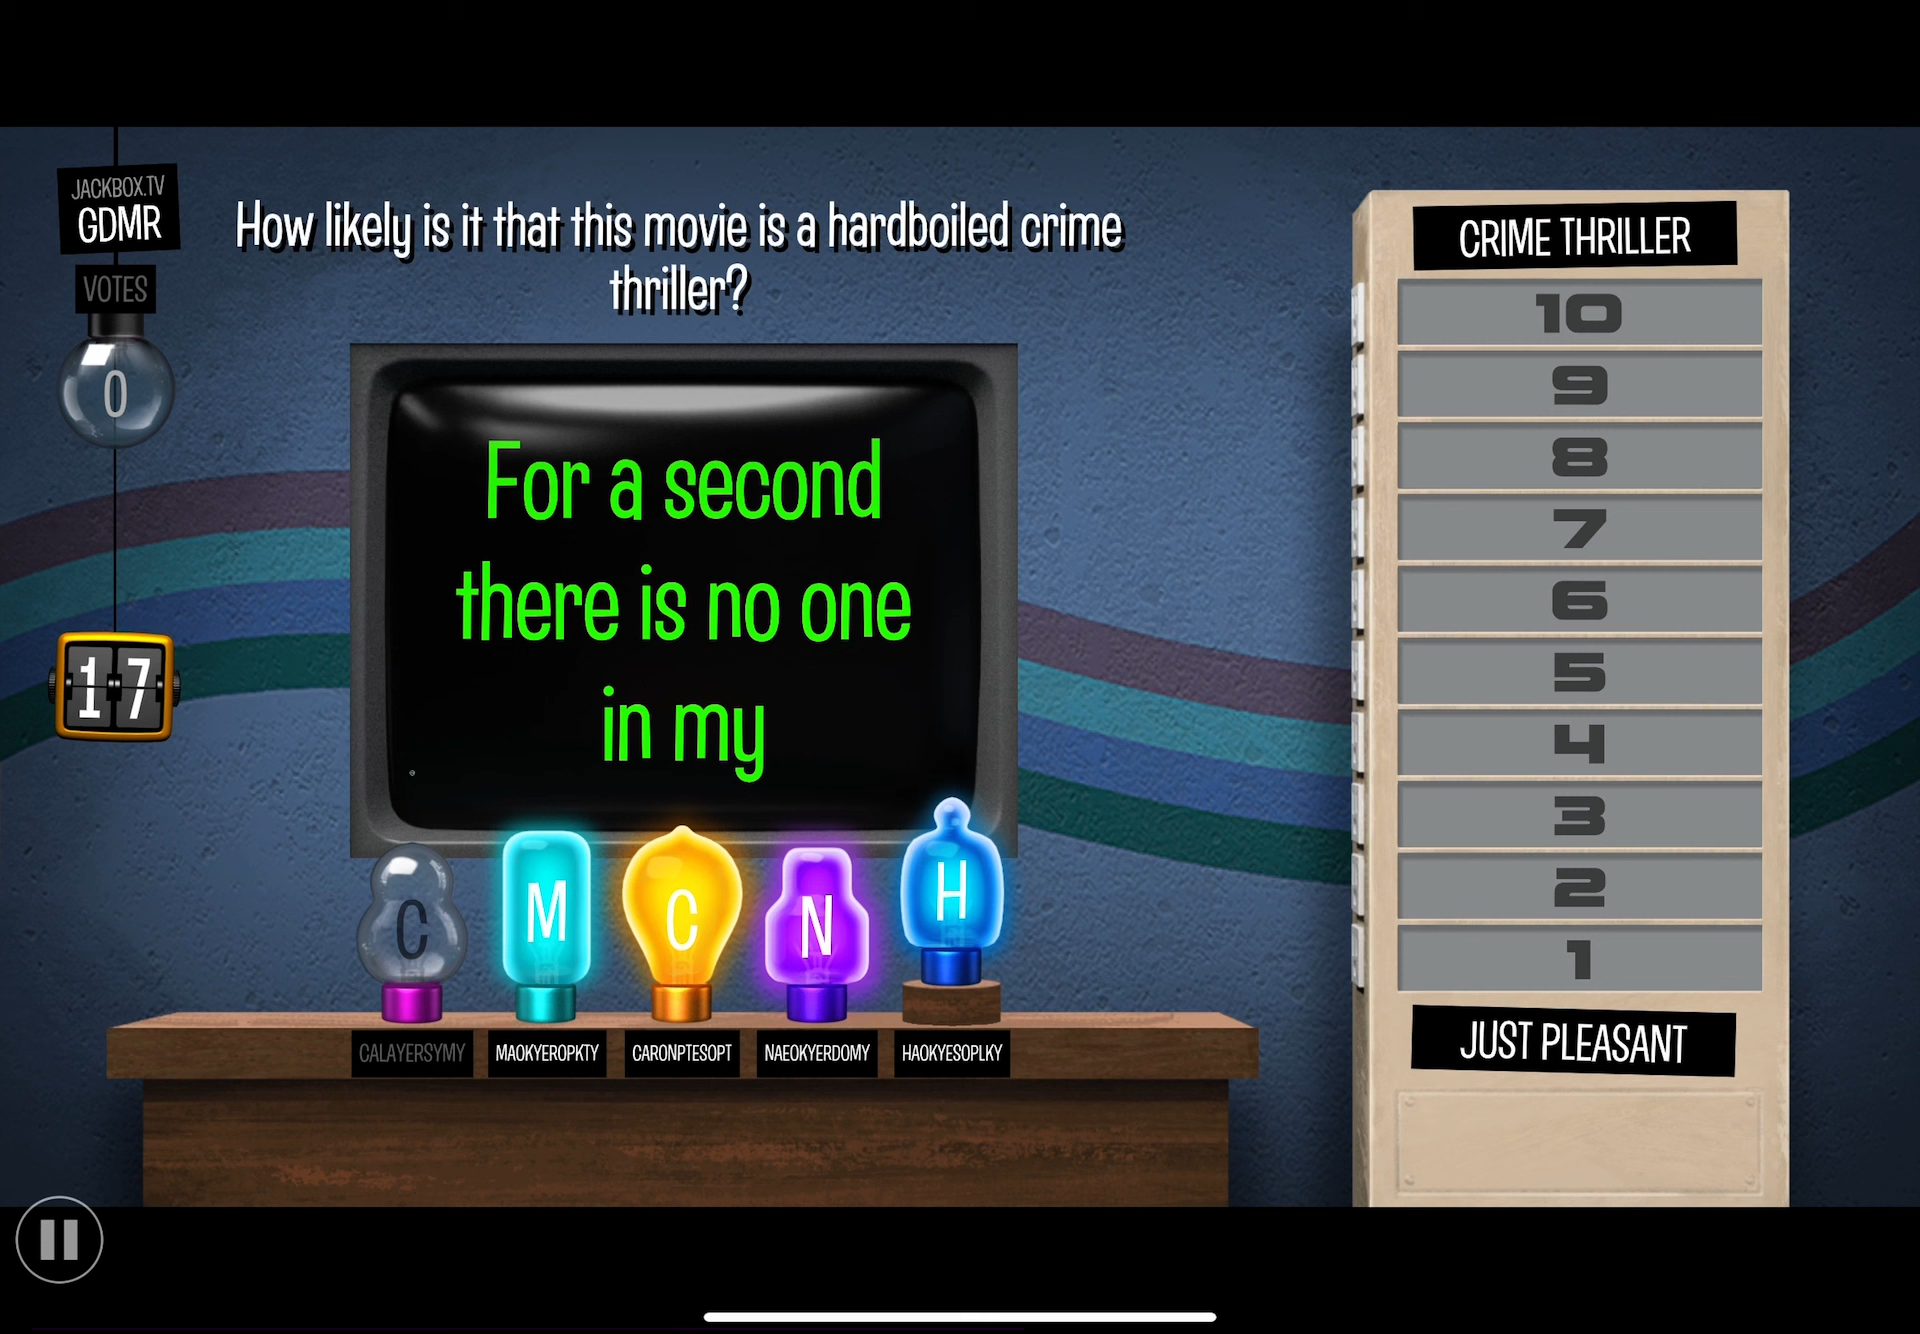 JACKBOX.TV
GDMR
VOTES
0
17
How likely is it that this movie is a hardboiled crime
thriller?
For a second
there is no one
in my
C
M
C
N
H
CALAYERSYMY
MAOKYEROPKTY
CARONPTESOPT
NAEOKYERDOMY
HAOKYESOPLKY
CRIME THRILLER
10
9
8
7
6
5
4
3
2
1
JUST PLEASANT